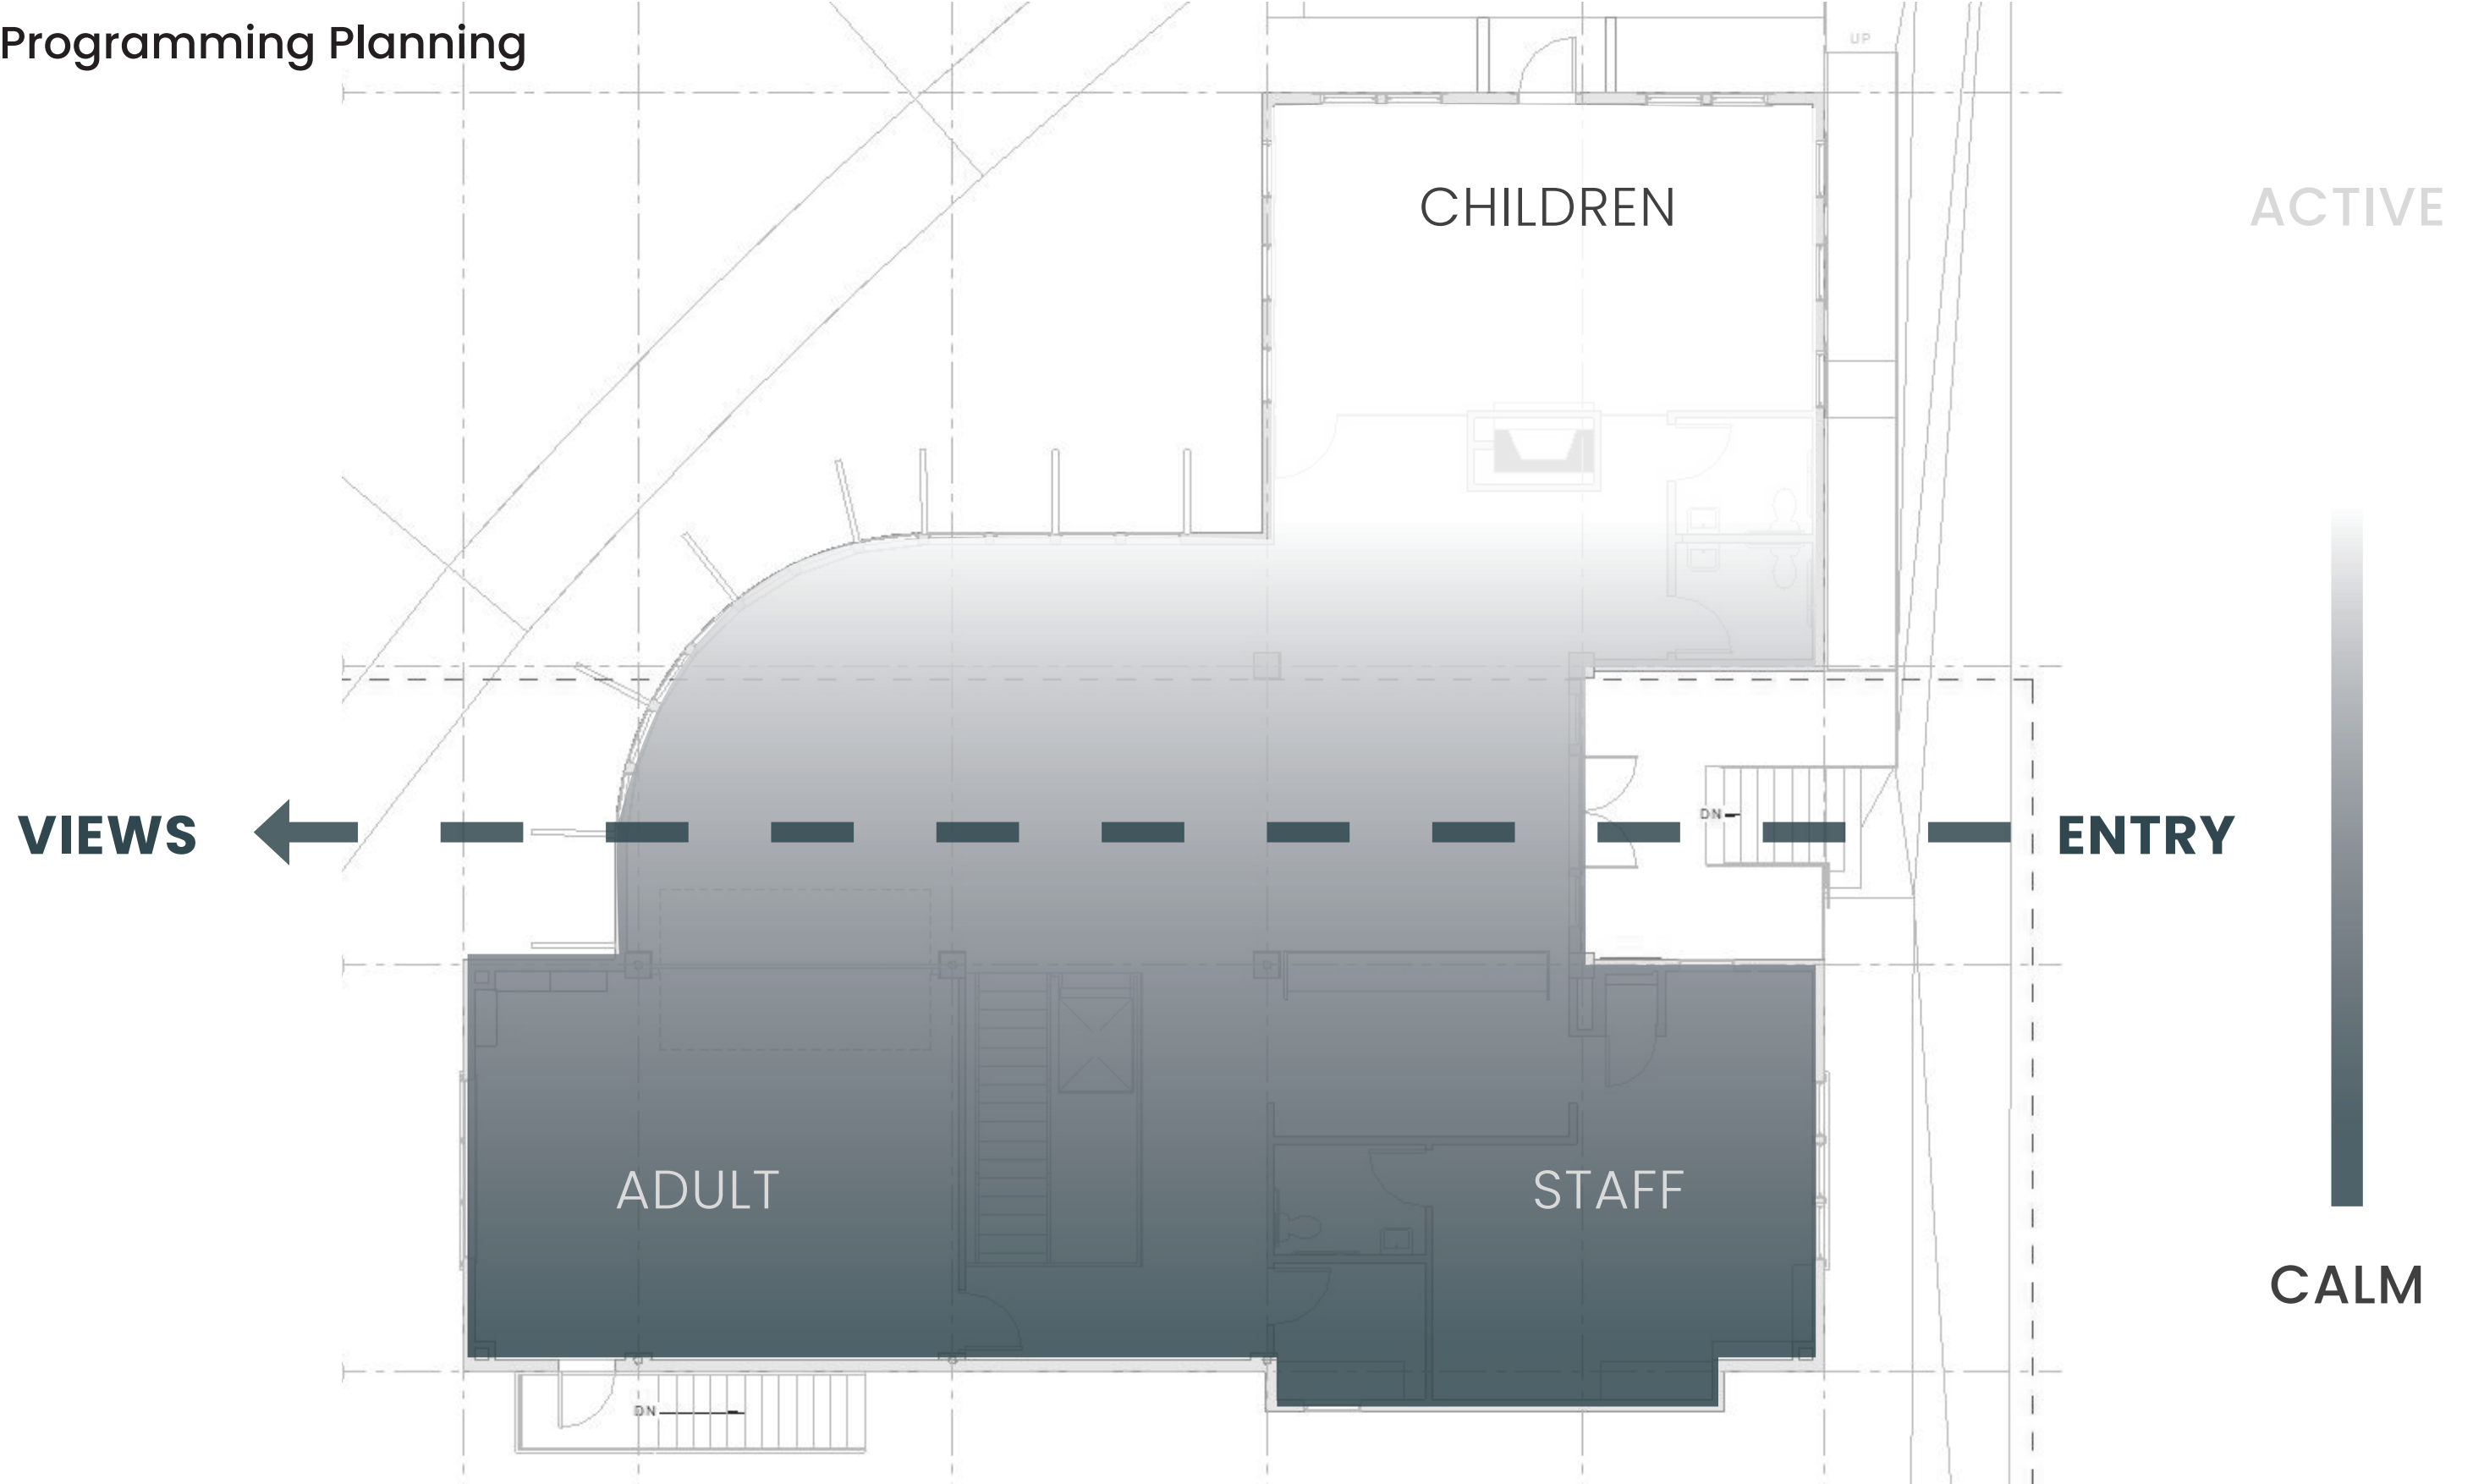 Programming Planning
UP
CHILDREN
ACTIVE
DN
VIEWS
ENTRY
ADULT
STAFF
CALM
DN